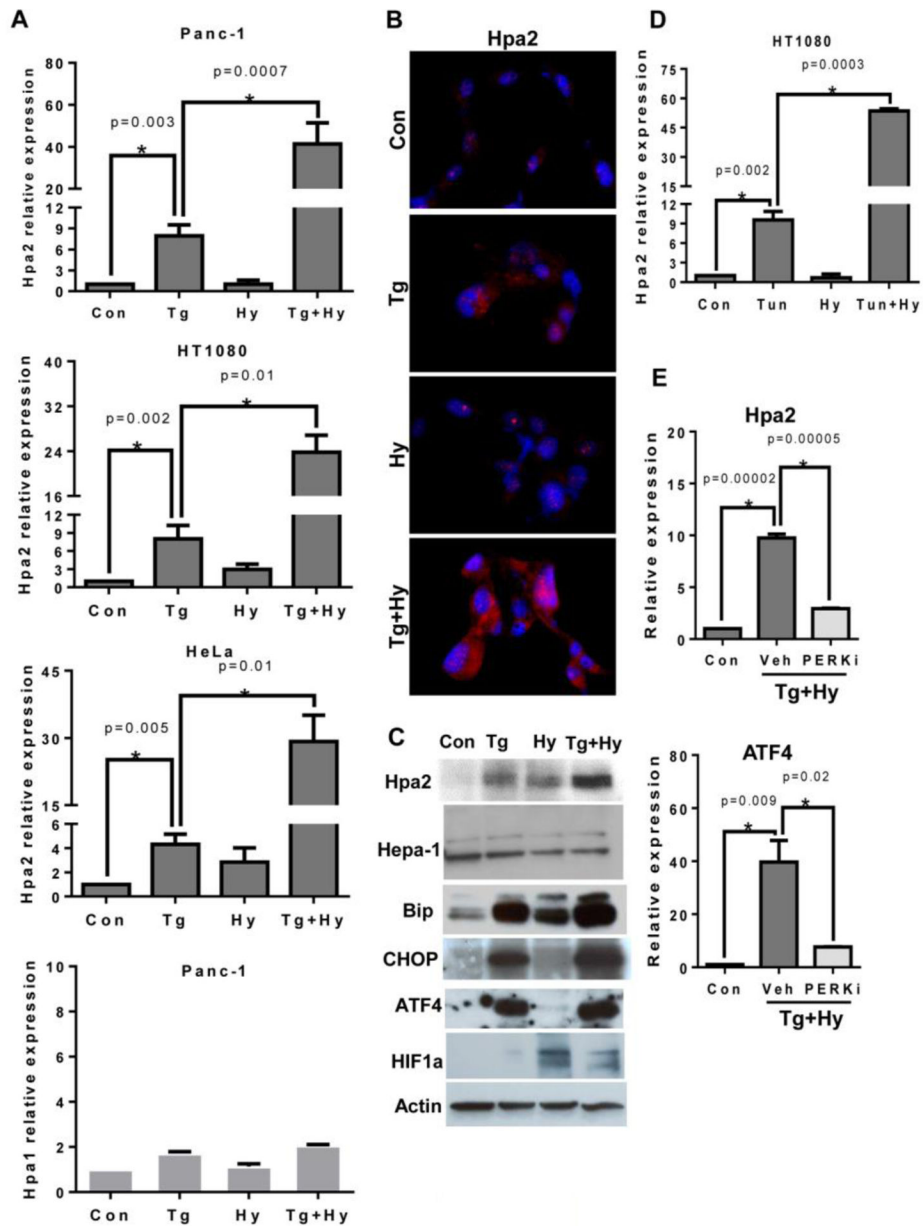 A
Panc-1
p=0.0007
p=0.003
*
*
Hpa2 relative expression
80
60
40
20
12
9
6
3
0
Con Tg Hy Tg+Hy
HT1080
p=0.01
p=0.002
*
*
Hpa2 relative expression
40
32
24
16
12
9
6
3
0
Con Tg Hy Tg+Hy
HeLa
p=0.01
p=0.005
*
*
Hpa2 relative expression
45
30
15
6
4
2
0
Con Tg Hy Tg+Hy
Panc-1
Hpa1 relative expression
10
8
6
4
2
0
Con Tg Hy Tg+Hy
B
Hpa2
Con
Tg
Hy
Tg+Hy
C
Con Tg Hy Tg+Hy
Hpa2
Hepa-1
Bip
CHOP
ATF4
HIF1a
Actin
D
HT1080
p=0.0003
p=0.002
*
*
Hpa2 relative expression
75
60
45
30
15
12
9
6
3
0
Con Tun Hy Tun+Hy
E
Hpa2
p=0.00005
p=0.00002
*
*
Relative expression
20
15
10
5
0
Con Veh PERKi
Tg+Hy
ATF4
p=0.02
p=0.009
*
*
Relative expression
80
60
40
20
0
Con Veh PERKi
Tg+Hy